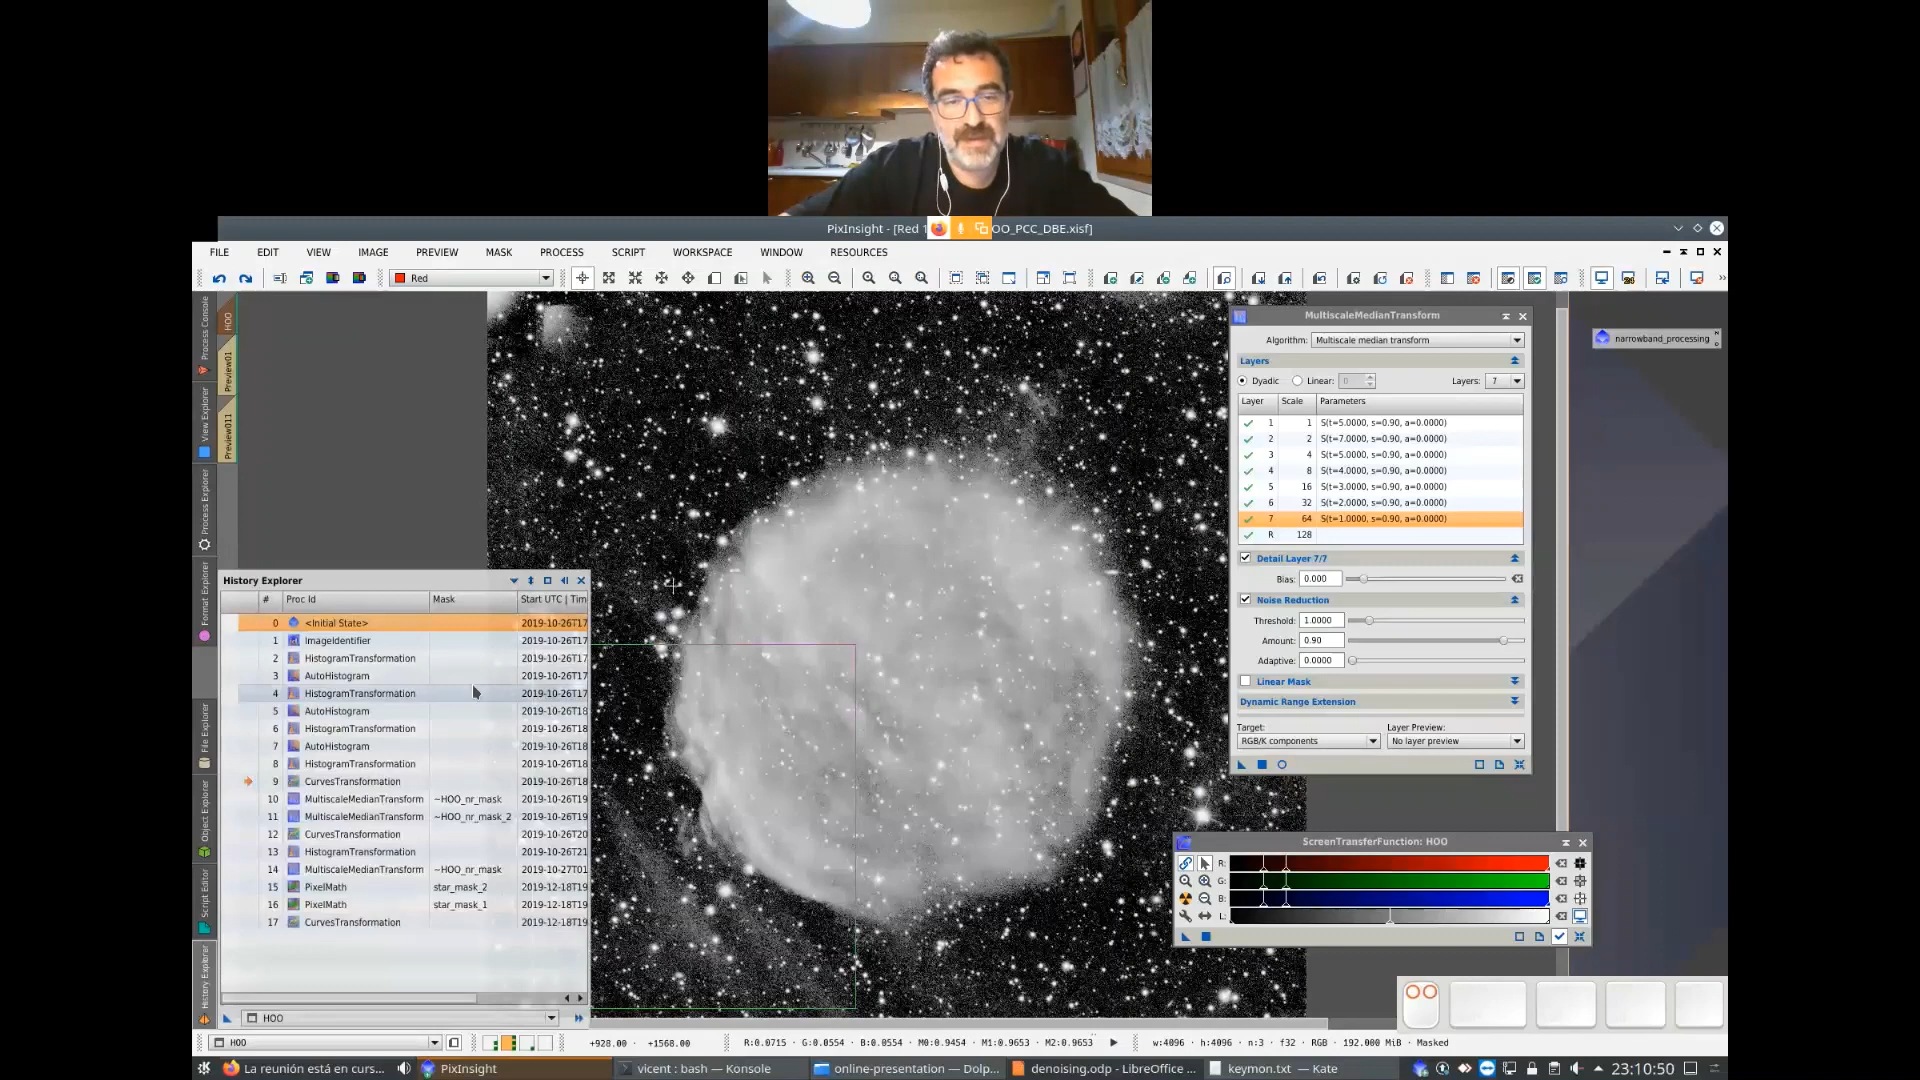 PixInsight - [Red 1
OO_PCC_DBE.xisf]
FILE EDIT VIEW IMAGE PREVIEW MASK PROCESS SCRIPT WORKSPACE WINDOW RESOURCES
Red
Process Console
View Explorer
Process Explorer
Format Explorer
File Explorer
Object Explorer
Script Editor
History Explorer
HOO
Preview01
Preview011
narrowband_processing
MultiscaleMedianTransform
Algorithm: Multiscale median transform
Layers
Dyadic Linear: 0 Layers: 7
Layer Scale Parameters
1 1 S(t=5.0000, s=0.90, a=0.0000)
2 2 S(t=7.0000, s=0.90, a=0.0000)
3 4 S(t=5.0000, s=0.90, a=0.0000)
4 8 S(t=4.0000, s=0.90, a=0.0000)
5 16 S(t=3.0000, s=0.90, a=0.0000)
6 32 S(t=2.0000, s=0.90, a=0.0000)
7 64 S(t=1.0000, s=0.90, a=0.0000)
R 128
Detail Layer 7/7
Bias: 0.000
Noise Reduction
Threshold: 1.0000
Amount: 0.90
Adaptive: 0.0000
Linear Mask
Dynamic Range Extension
Target: Layer Preview:
RGB/K components No layer preview
History Explorer
# Proc Id Mask Start UTC | Tim
0 <Initial State> 2019-10-26T17
1 ImageIdentifier 2019-10-26T17
2 HistogramTransformation 2019-10-26T17
3 AutoHistogram 2019-10-26T17
4 HistogramTransformation 2019-10-26T17
5 AutoHistogram 2019-10-26T18
6 HistogramTransformation 2019-10-26T18
7 AutoHistogram 2019-10-26T18
8 HistogramTransformation 2019-10-26T18
9 CurvesTransformation 2019-10-26T18
10 MultiscaleMedianTransform ~HOO_nr_mask 2019-10-26T19
11 MultiscaleMedianTransform ~HOO_nr_mask_2 2019-10-26T19
12 CurvesTransformation 2019-10-26T20
13 HistogramTransformation 2019-10-26T21
14 MultiscaleMedianTransform ~HOO_nr_mask 2019-10-27T01
15 PixelMath star_mask_2 2019-12-18T19
16 PixelMath star_mask_1 2019-12-18T19
17 CurvesTransformation 2019-12-18T19
HOO
ScreenTransferFunction: HOO
R:
G:
B:
L:
HOO +928.00 · +1568.00 R:0.0715 · G:0.0554 · B:0.0554 · M0:0.9454 · M1:0.9653 · M2:0.9653 w:4096 · h:4096 · n:3 · f32 · RGB · 192.000 MiB · Masked
La reunión está en curs... PixInsight vicent : bash — Konsole online-presentation — Dolp... denoising.odp - LibreOffice ... keymon.txt — Kate 23:10:50